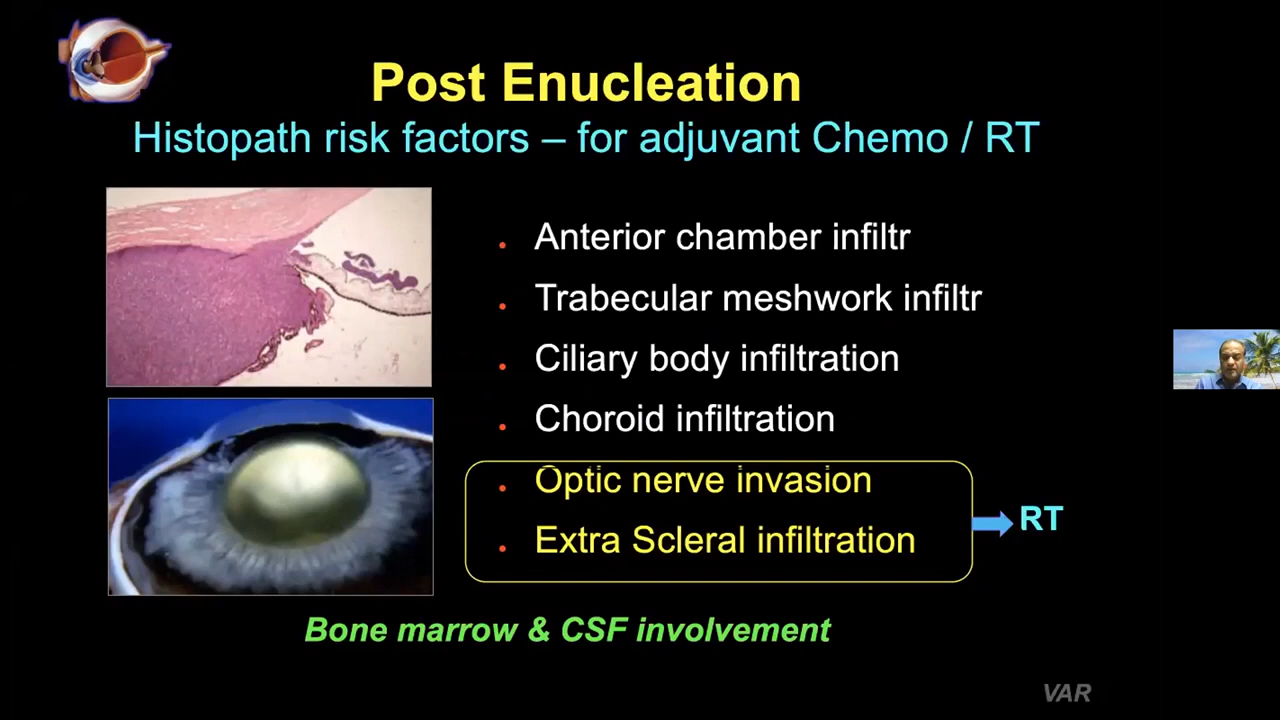 Post Enucleation
Histopath risk factors – for adjuvant Chemo / RT
Anterior chamber infiltr
Trabecular meshwork infiltr
Ciliary body infiltration
Choroid infiltration
Optic nerve invasion
Extra Scleral infiltration
RT
Bone marrow & CSF involvement
VAR